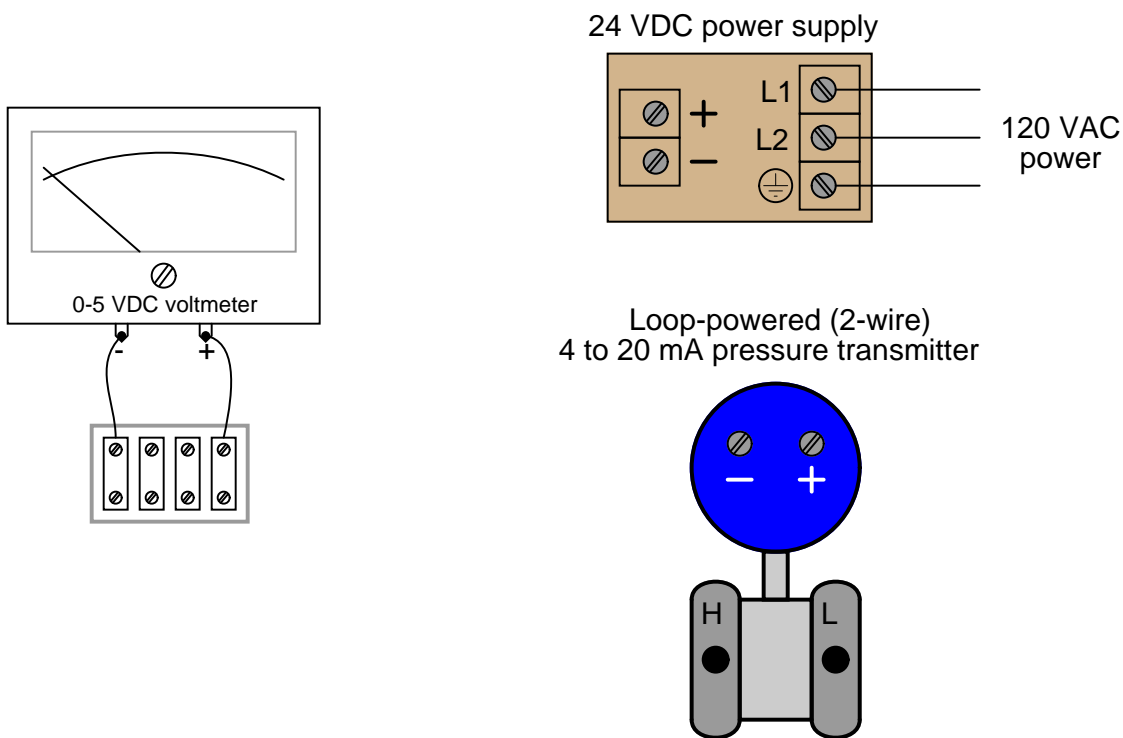 24 VDC power supply
L1
+
L2
-
120 VAC
power
0-5 VDC voltmeter
- +
Loop-powered (2-wire)
4 to 20 mA pressure transmitter
- +
H L